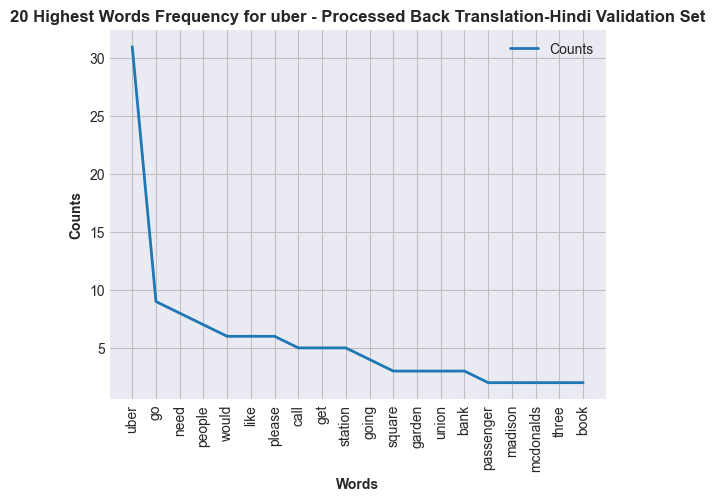 20 Highest Words Frequency for uber - Processed Back Translation-Hindi Validation Set
Counts
30
25
20
15
10
5
Counts
uber
go
need
people
would
like
please
call
get
station
going
square
garden
union
bank
passenger
madison
mcdonalds
three
book
Words